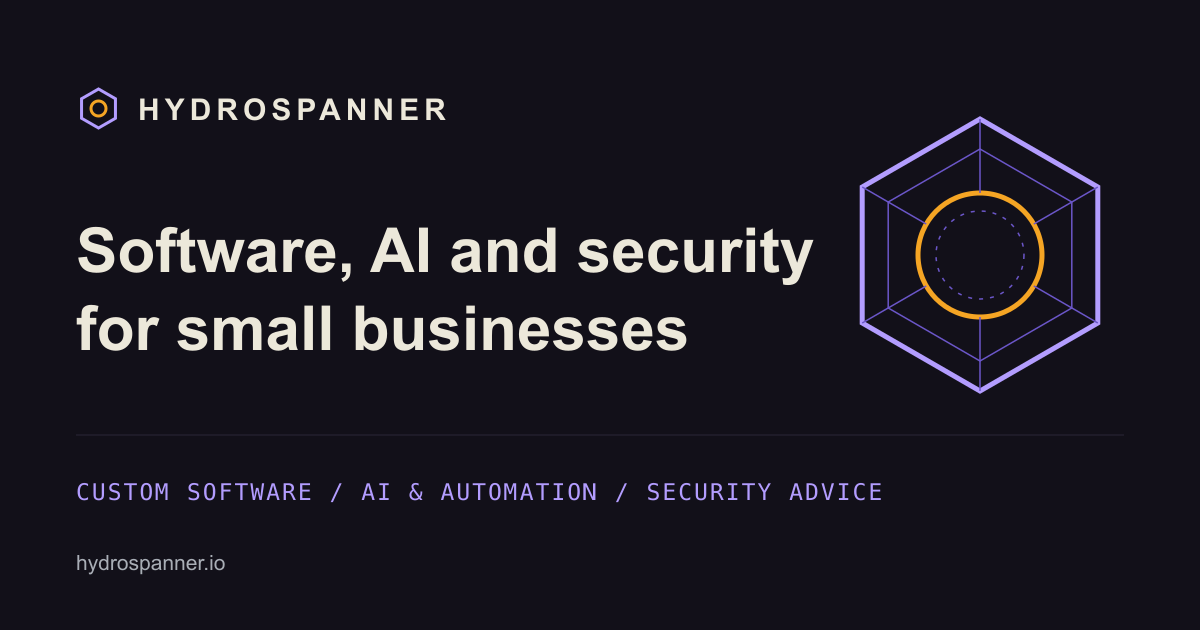 HYDROSPANNER
Software, AI and security
for small businesses
CUSTOM SOFTWARE / AI & AUTOMATION / SECURITY ADVICE
hydrospanner.io